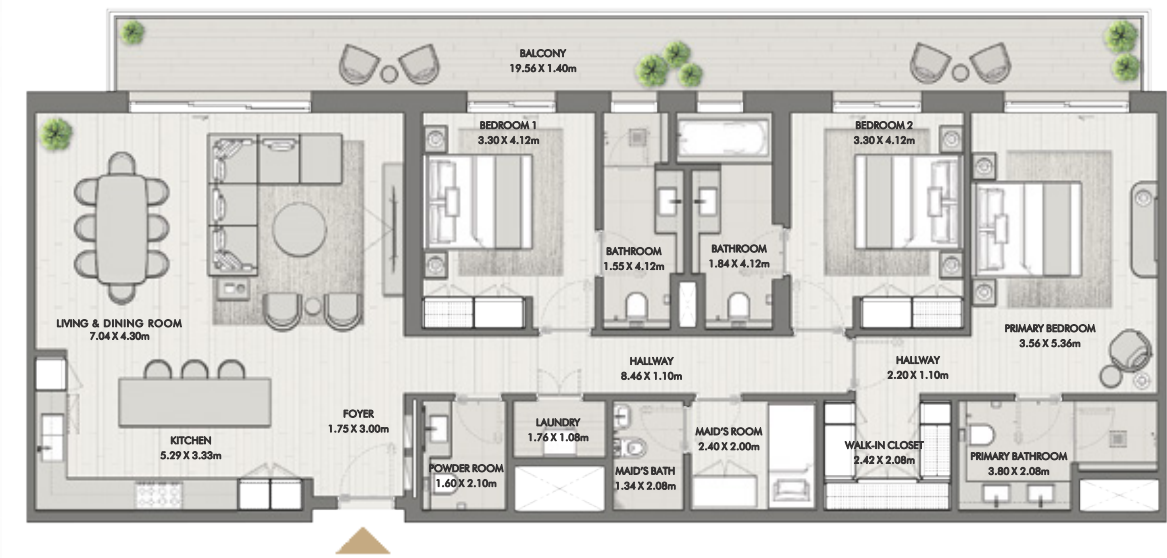 BALCONY
19.56 X 1.40m
BEDROOM 1
3.30 X 4.12m
BEDROOM 2
3.30 X 4.12m
BATHROOM
1.55 X 4.12m
BATHROOM
1.84 X 4.12m
LIVING & DINING ROOM
7.04 X 4.30m
PRIMARY BEDROOM
3.56 X 5.36m
HALLWAY
8.46 X 1.10m
HALLWAY
2.20 X 1.10m
FOYER
1.75 X 3.00m
KITCHEN
5.29 X 3.33m
LAUNDRY
1.76 X 1.08m
MAID'S ROOM
2.40 X 2.00m
WALK-IN CLOSET
2.42 X 2.08m
PRIMARY BATHROOM
3.80 X 2.08m
POWDER ROOM
1.60 X 2.10m
MAID'S BATH
1.34 X 2.08m